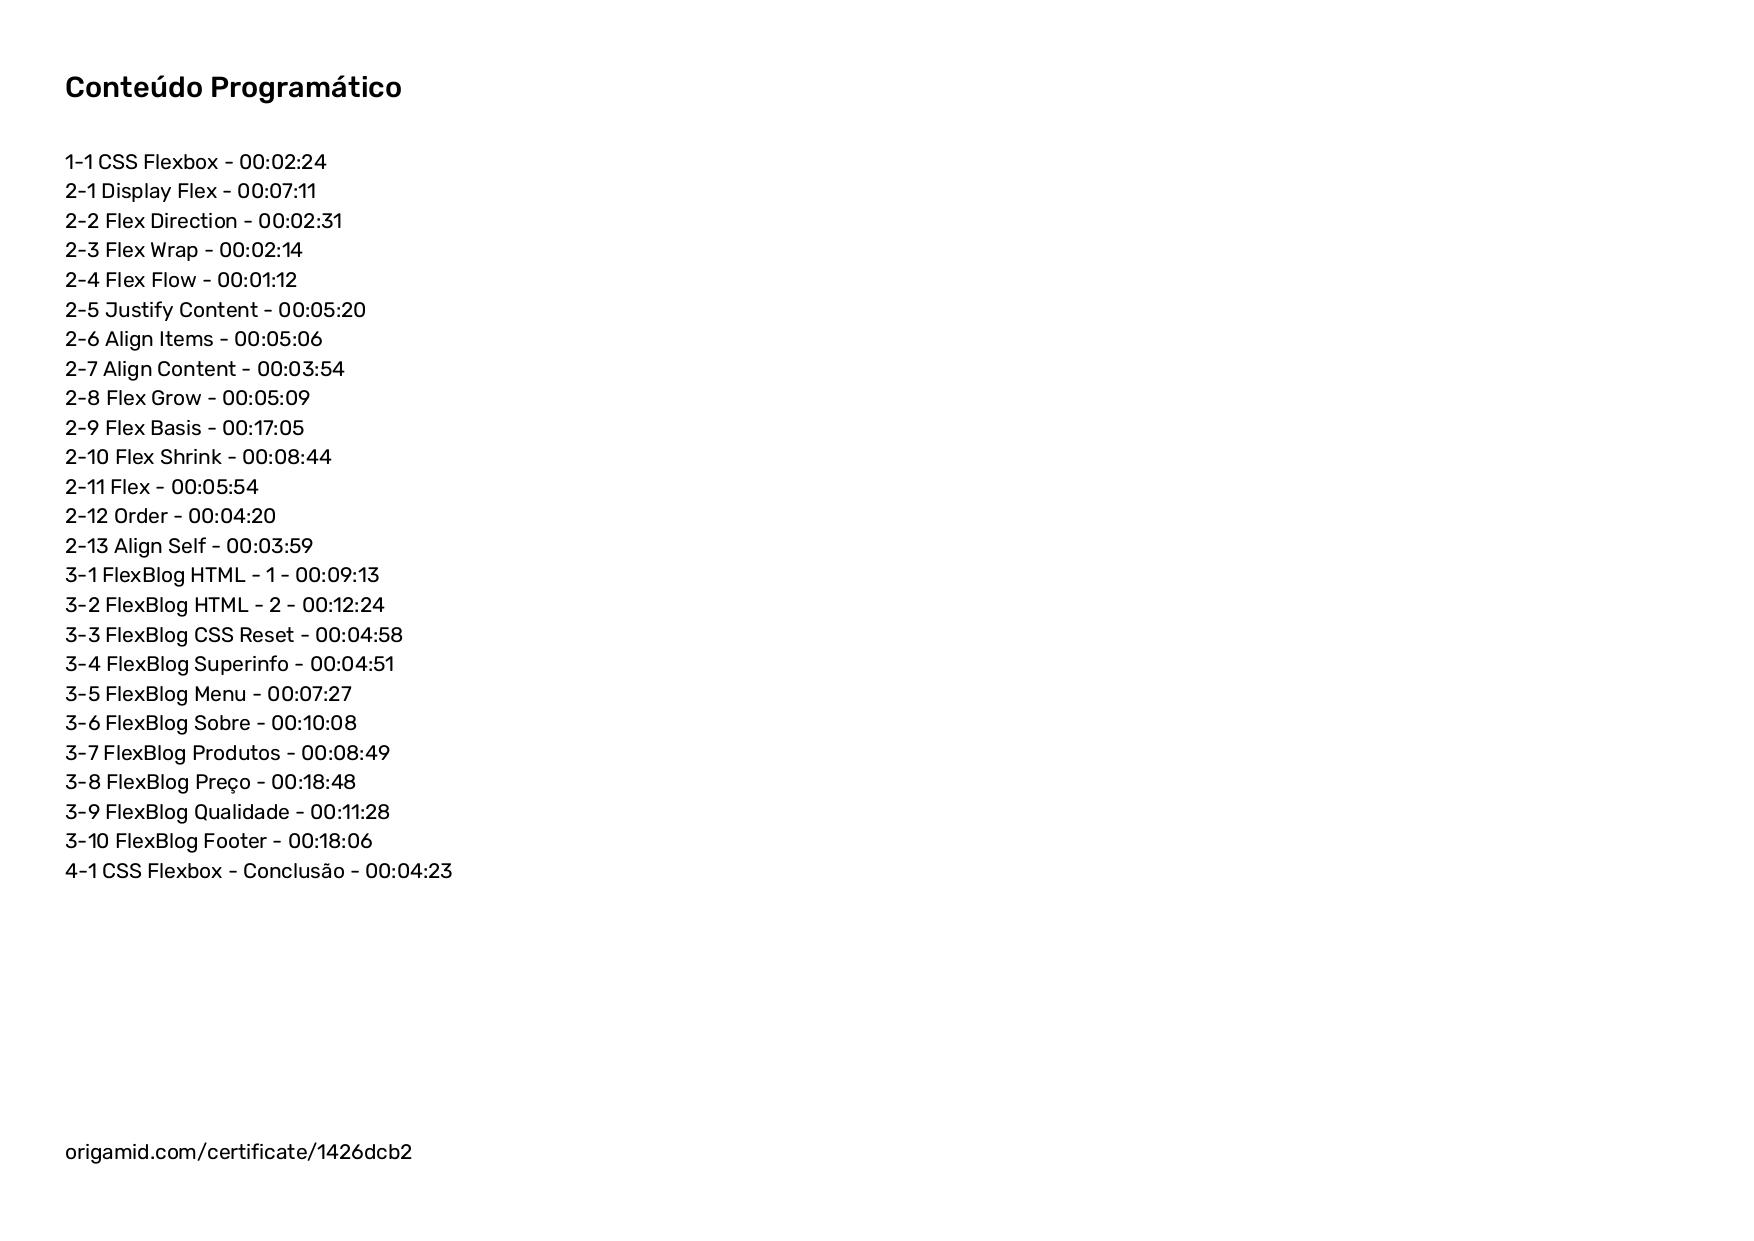 Conteúdo Programático
1-1 CSS Flexbox - 00:02:24
2-1 Display Flex - 00:07:11
2-2 Flex Direction - 00:02:31
2-3 Flex Wrap - 00:02:14
2-4 Flex Flow - 00:01:12
2-5 Justify Content - 00:05:20
2-6 Align Items - 00:05:06
2-7 Align Content - 00:03:54
2-8 Flex Grow - 00:05:09
2-9 Flex Basis - 00:17:05
2-10 Flex Shrink - 00:08:44
2-11 Flex - 00:05:54
2-12 Order - 00:04:20
2-13 Align Self - 00:03:59
3-1 FlexBlog HTML - 1 - 00:09:13
3-2 FlexBlog HTML - 2 - 00:12:24
3-3 FlexBlog CSS Reset - 00:04:58
3-4 FlexBlog Superinfo - 00:04:51
3-5 FlexBlog Menu - 00:07:27
3-6 FlexBlog Sobre - 00:10:08
3-7 FlexBlog Produtos - 00:08:49
3-8 FlexBlog Preço - 00:18:48
3-9 FlexBlog Qualidade - 00:11:28
3-10 FlexBlog Footer - 00:18:06
4-1 CSS Flexbox - Conclusão - 00:04:23
origamid.com/certificate/1426dcb2